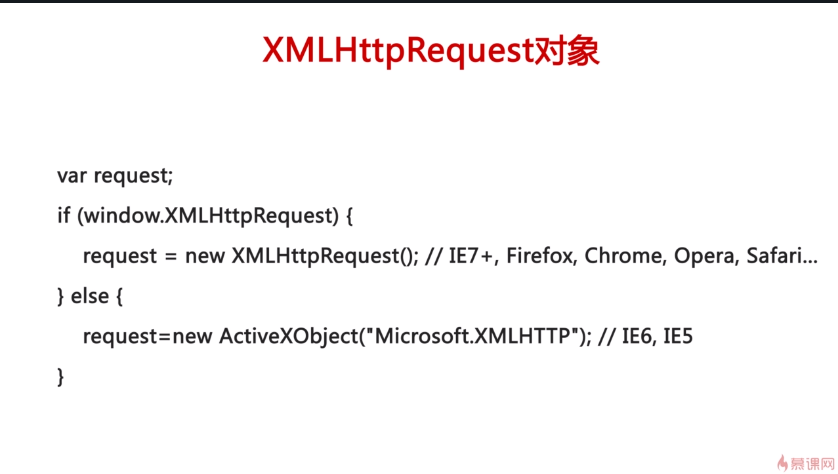 XMLHttpRequest对象
var request;
if (window.XMLHttpRequest) {
request = new XMLHttpRequest(); // IE7+, Firefox, Chrome, Opera, Safari...
} else {
request=new ActiveXObject("Microsoft.XMLHTTP"); // IE6, IE5
}
慕课网